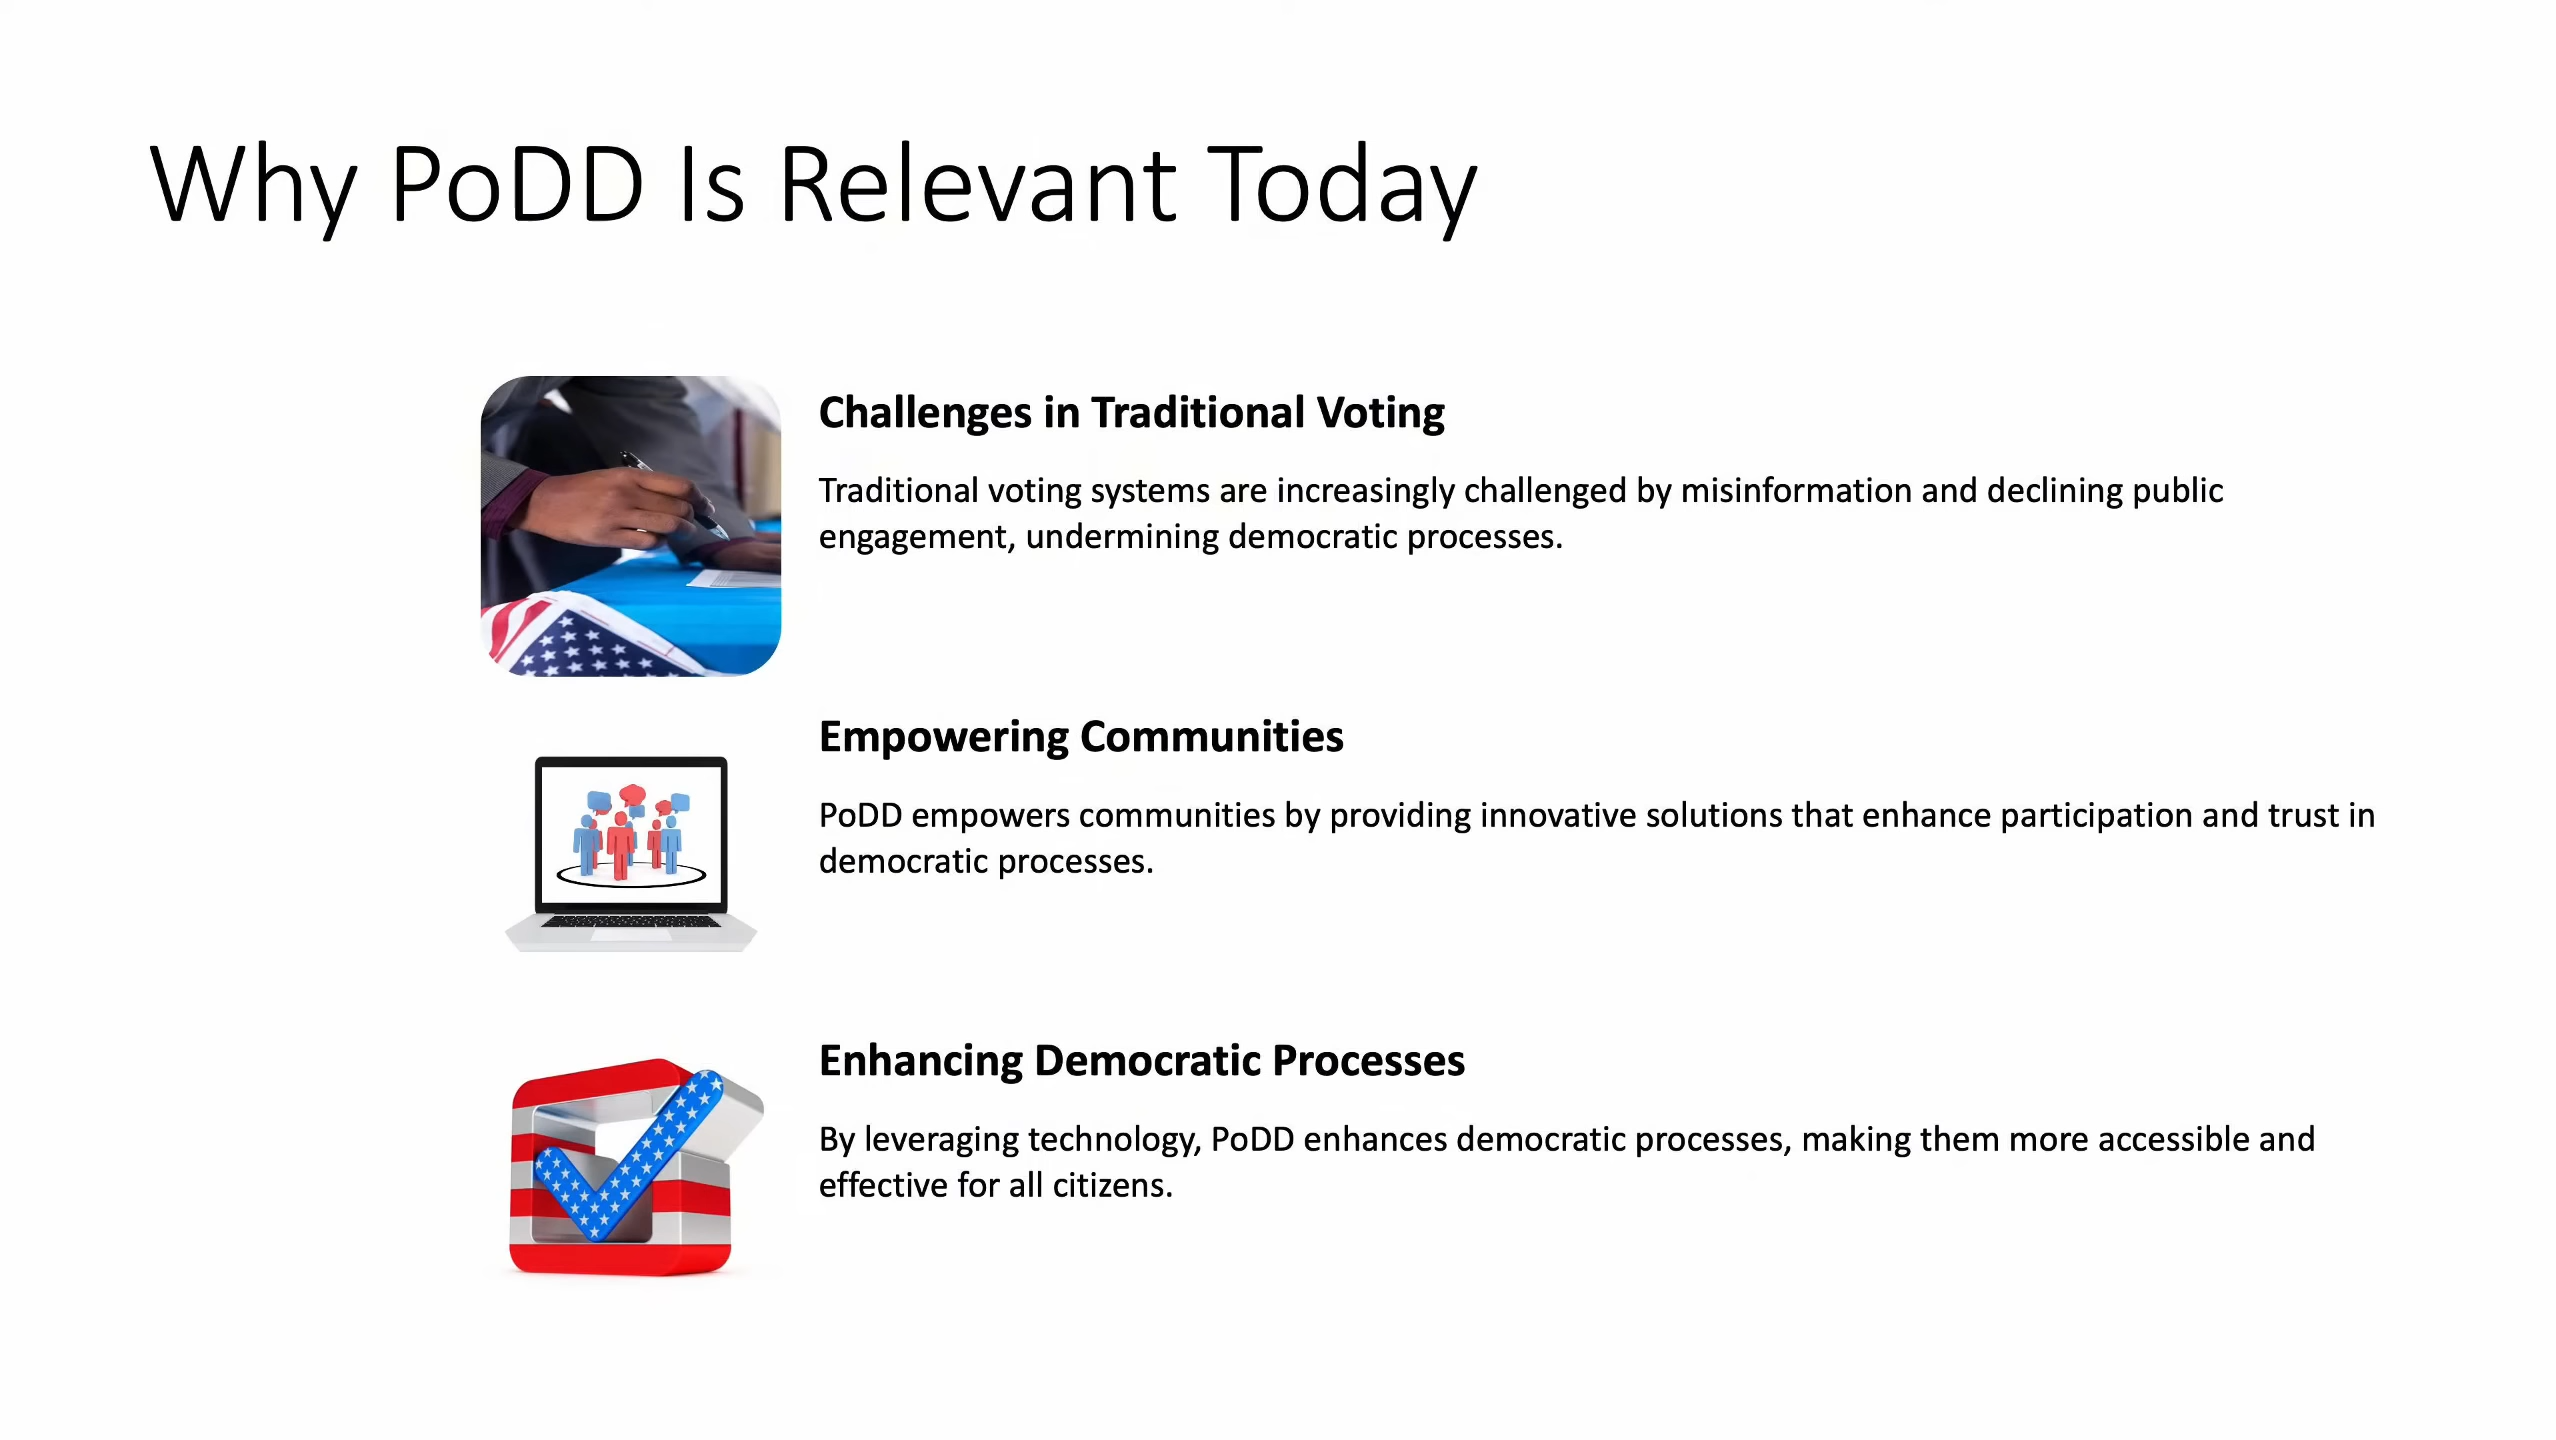 Why PoDD Is Relevant Today
Challenges in Traditional Voting
Traditional voting systems are increasingly challenged by misinformation and declining public
engagement, undermining democratic processes.
Empowering Communities
PoDD empowers communities by providing innovative solutions that enhance participation and trust in
democratic processes.
Enhancing Democratic Processes
By leveraging technology, PoDD enhances democratic processes, making them more accessible and
effective for all citizens.